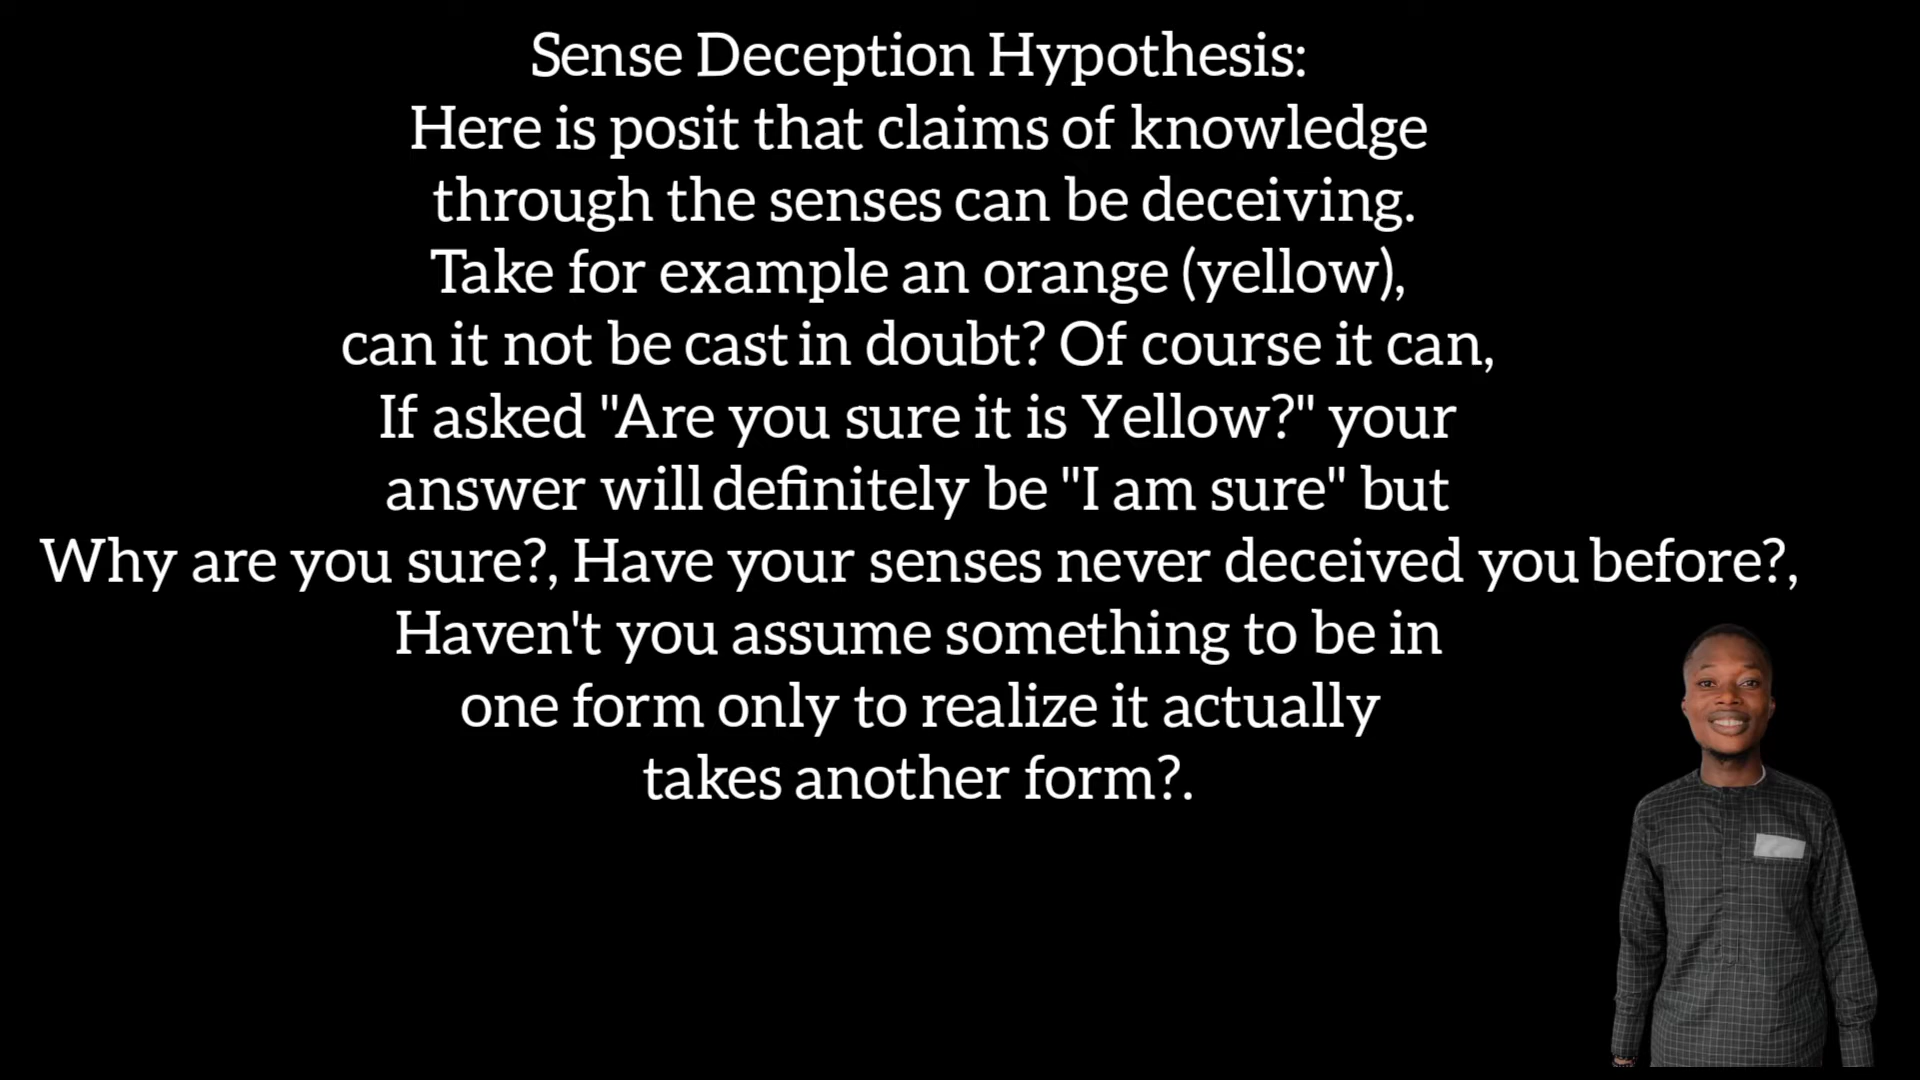 Sense Deception Hypothesis:
Here is posit that claims of knowledge
through the senses can be deceiving.
Take for example an orange (yellow),
can it not be cast in doubt? Of course it can,
If asked "Are you sure it is Yellow?" your
answer will definitely be "I am sure" but
Why are you sure?, Have your senses never deceived you before?,
Haven't you assume something to be in
one form only to realize it actually
takes another form?.